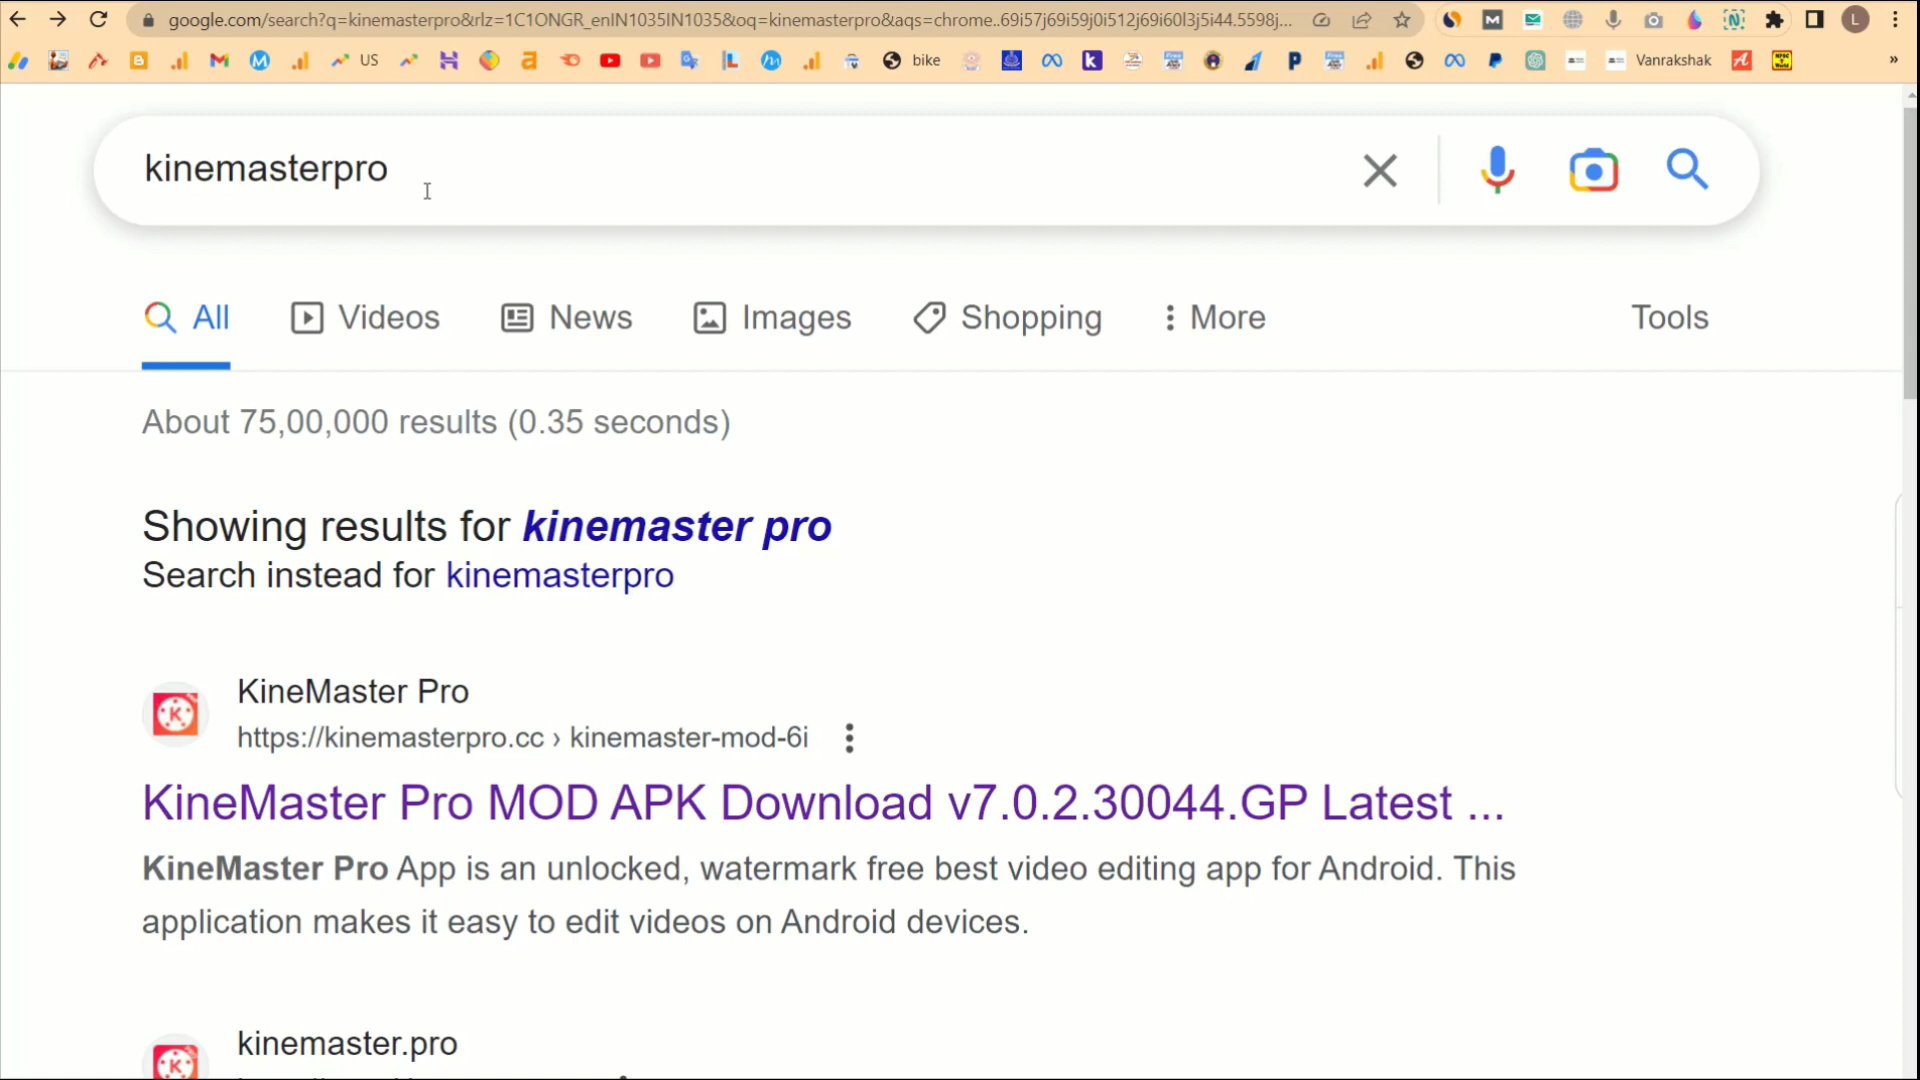 google.com/search?q=kinemasterpro&rlz=1C1ONGR_enIN1035IN1035&oq=kinemasterpro&aqs=chrome..69i57j69i59j0i512j69i60l3j5i44.5598j...
L
US
bike
Vanrakshak
»
kinemasterpro
All
Videos
News
Images
Shopping
More
Tools
About 75,00,000 results (0.35 seconds)
Showing results for kinemaster pro
Search instead for kinemasterpro
KineMaster Pro
https://kinemasterpro.cc › kinemaster-mod-6i
KineMaster Pro MOD APK Download v7.0.2.30044.GP Latest ...
KineMaster Pro App is an unlocked, watermark free best video editing app for Android. This
application makes it easy to edit videos on Android devices.
kinemaster.pro